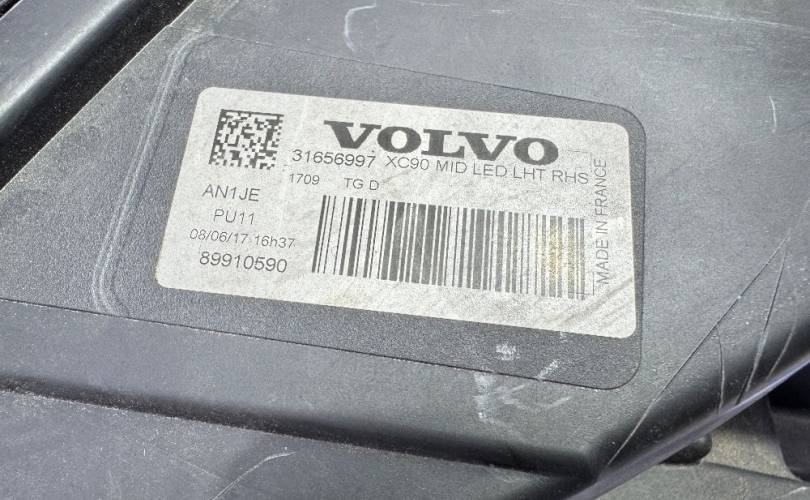 VOLVO
31656997 XC90 MID LED LHT RHS
1709 TG D
AN1JE
PU11
08/06/17 16h37
89910590
MADE IN FRANCE